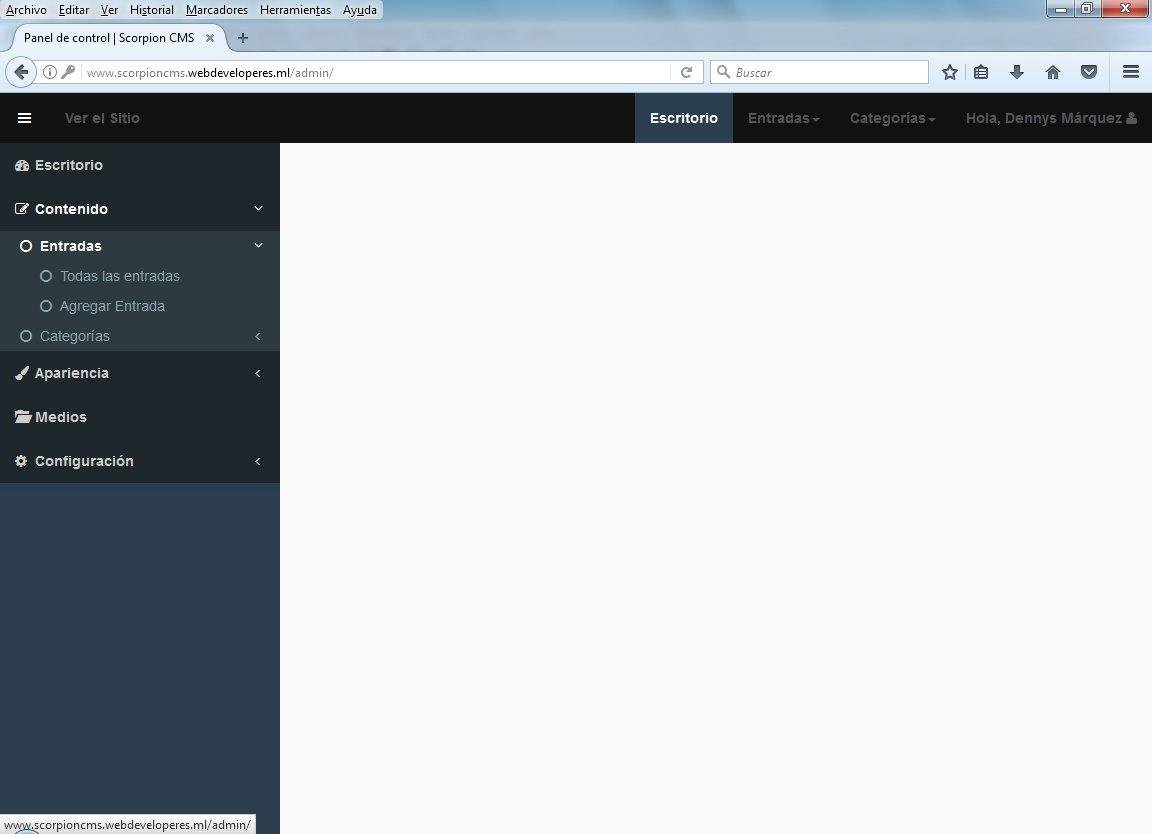 Archivo Editar Ver Historial Marcadores Herramientas Ayuda
Panel de control | Scorpion CMS
www.scorpioncms.webdeveloperes.ml/admin/
Buscar
Ver el Sitio
Escritorio
Entradas
Categorías
Hola, Dennys Márquez
Escritorio
Contenido
Entradas
Todas las entradas
Agregar Entrada
Categorías
Apariencia
Medios
Configuración
www.scorpioncms.webdeveloperes.ml/admin/